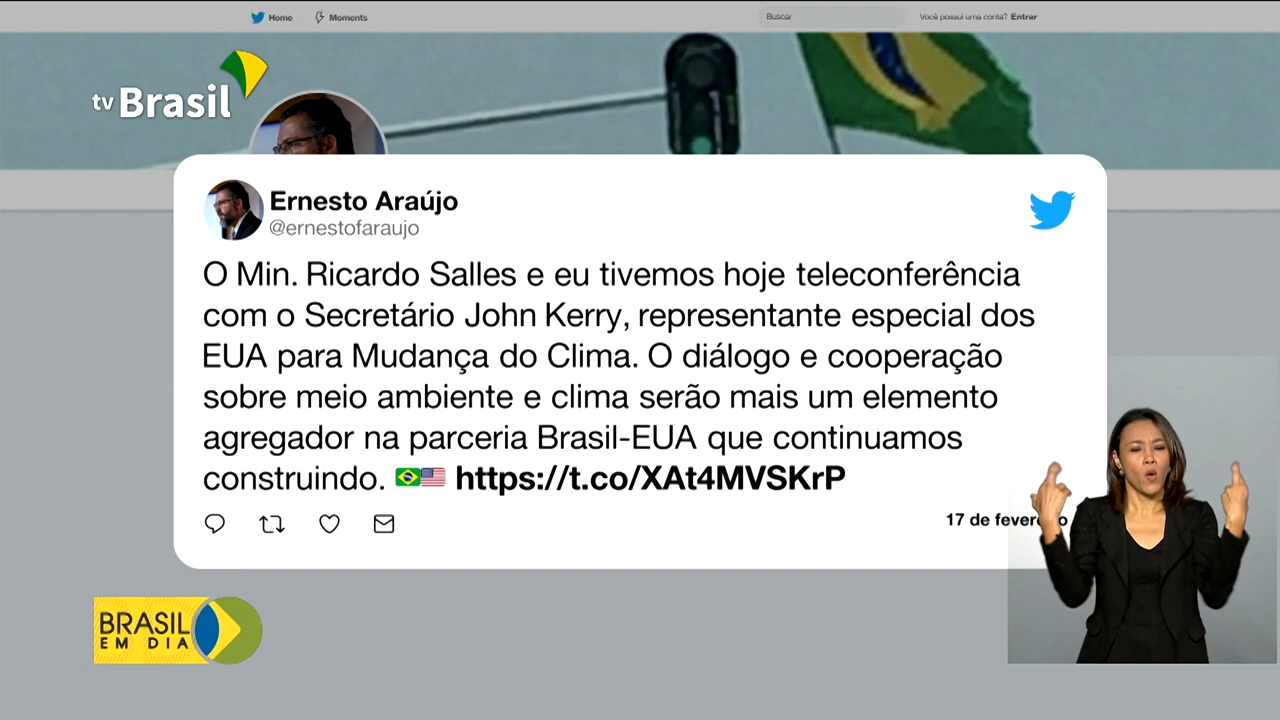 Home Moments Buscar Você possui uma conta? Entrar
tv Brasil
Ernesto Araújo
@ernestofaraujo
O Min. Ricardo Salles e eu tivemos hoje teleconferência
com o Secretário John Kerry, representante especial dos
EUA para Mudança do Clima. O diálogo e cooperação
sobre meio ambiente e clima serão mais um elemento
agregador na parceria Brasil-EUA que continuamos
construindo. 🇧🇷🇺🇸 https://t.co/XAt4MVSKrP
17 de fevereiro
BRASIL
EM DIA